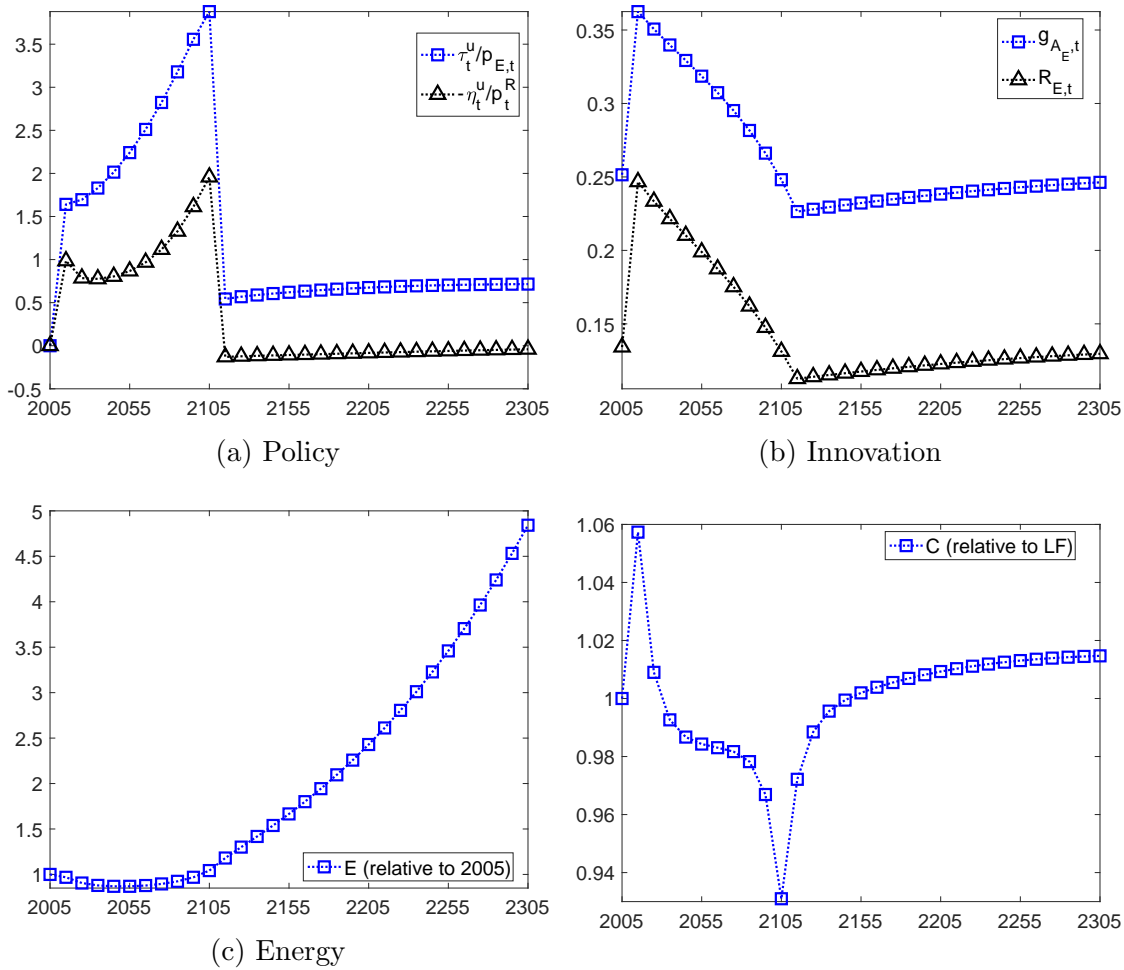 3.5
3
2.5
2
1.5
1
0.5
0
-0.5
τ_t^u/p_{E,t}
η_t^u/p_t^R
2005 2055 2105 2155 2205 2255 2305
(a) Policy
0.35
0.3
0.25
0.2
0.15
g_{A_E,t}
R_{E,t}
2005 2055 2105 2155 2205 2255 2305
(b) Innovation
5
4.5
4
3.5
3
2.5
2
1.5
1
E (relative to 2005)
2005 2055 2105 2155 2205 2255 2305
(c) Energy
1.06
1.04
1.02
1
0.98
0.96
0.94
C (relative to LF)
2005 2055 2105 2155 2205 2255 2305